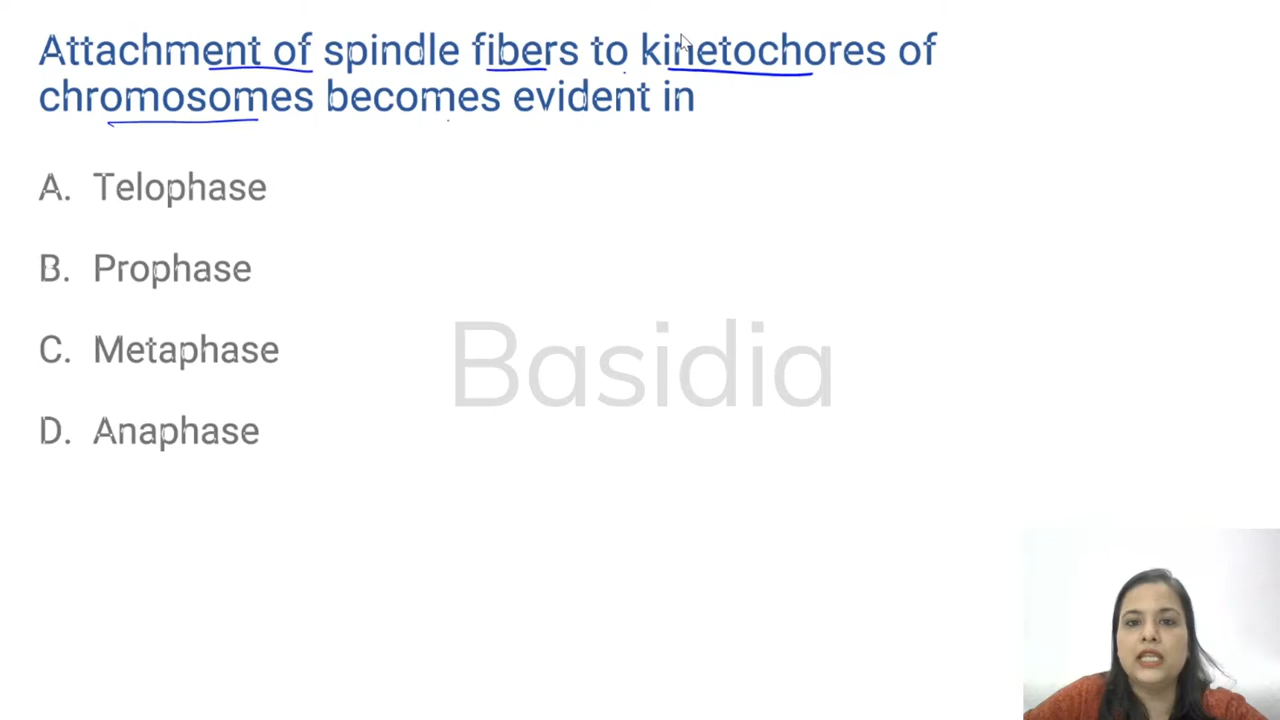 Attachment of spindle fibers to kinetochores of
chromosomes becomes evident in
A. Telophase
B. Prophase
C. Metaphase
D. Anaphase
Basidia